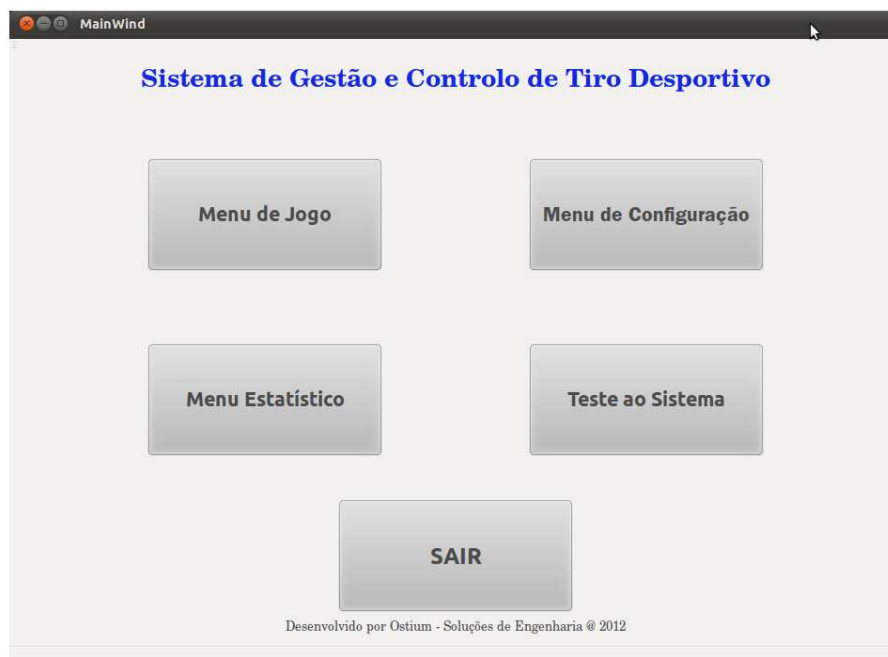 MainWind
Sistema de Gestão e Controlo de Tiro Desportivo
Menu de Jogo
Menu de Configuração
Menu Estatístico
Teste ao Sistema
SAIR
Desenvolvido por Ostium - Soluções de Engenharia @ 2012